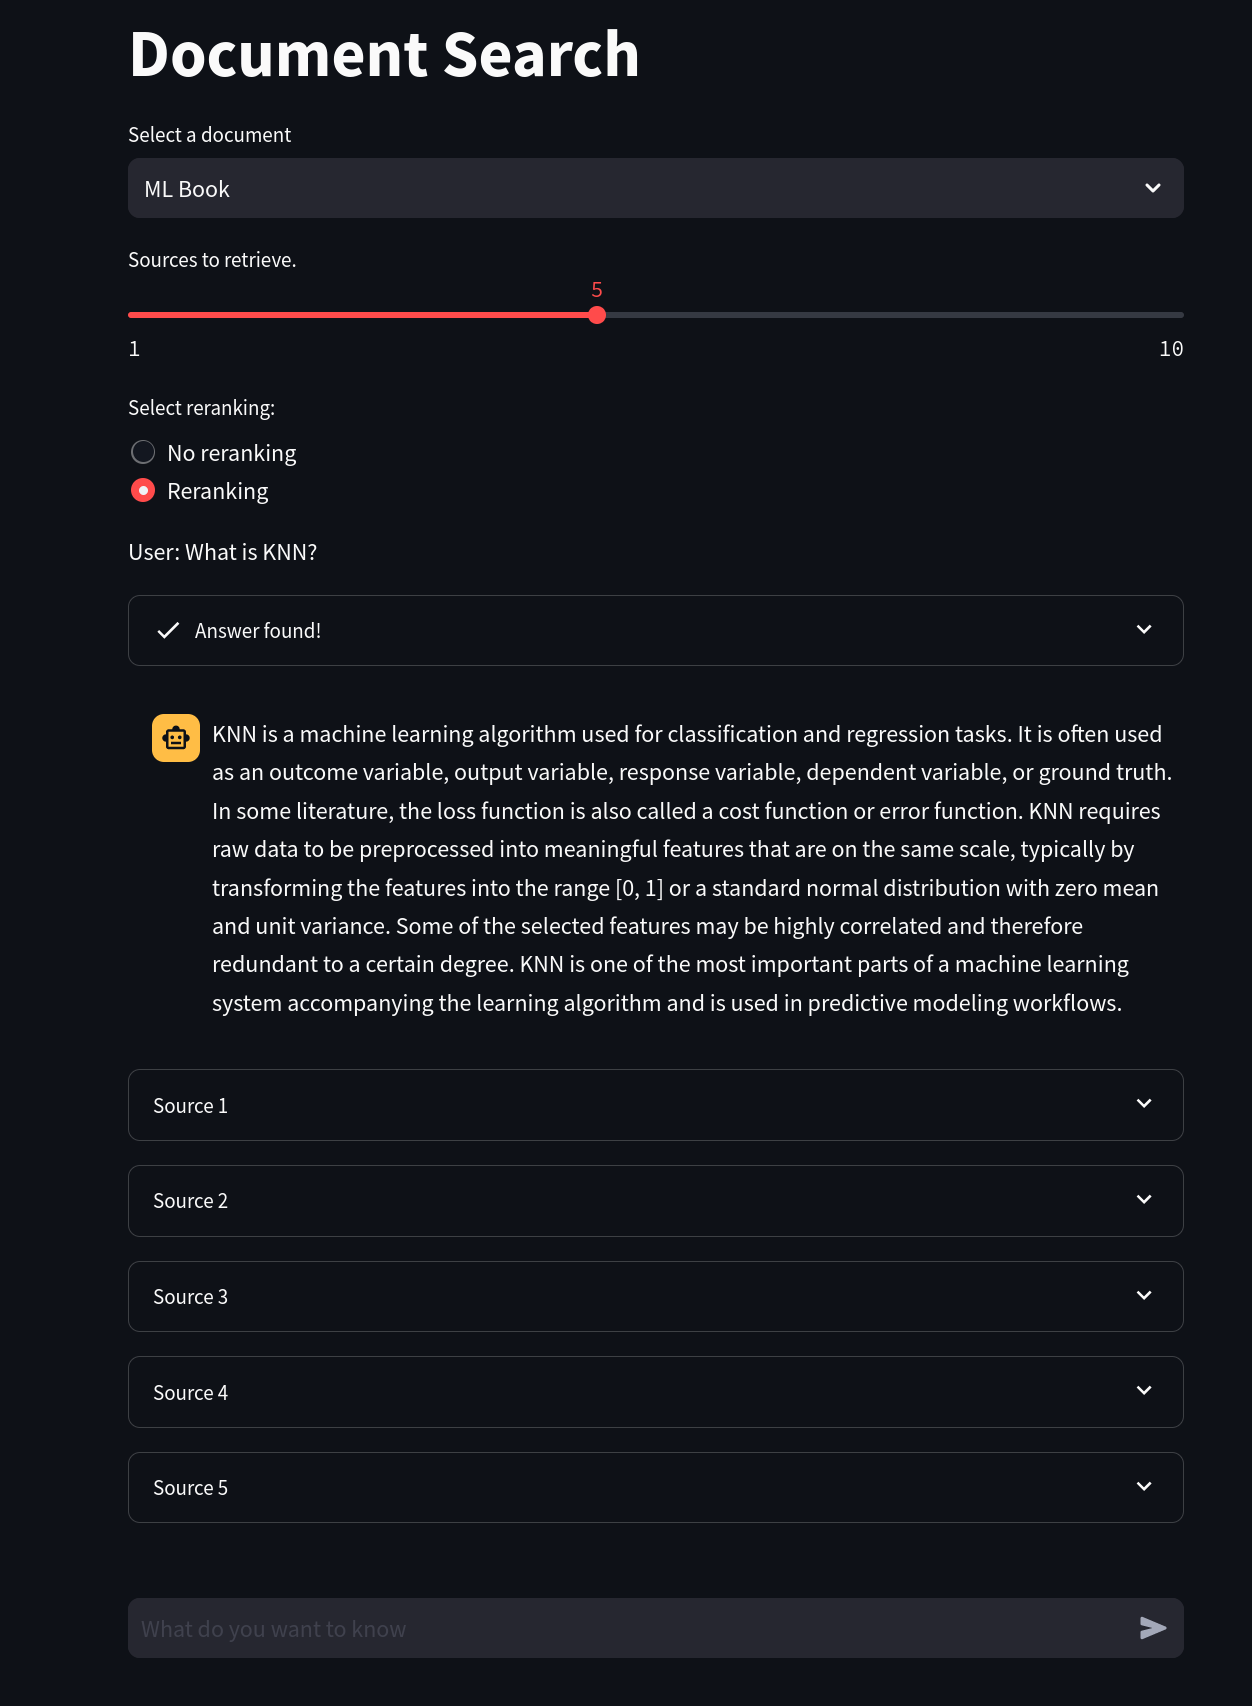 Document Search
Select a document
ML Book
Sources to retrieve.
5
1
10
Select reranking:
No reranking
Reranking
User: What is KNN?
Answer found!
KNN is a machine learning algorithm used for classification and regression tasks. It is often used
as an outcome variable, output variable, response variable, dependent variable, or ground truth.
In some literature, the loss function is also called a cost function or error function. KNN requires
raw data to be preprocessed into meaningful features that are on the same scale, typically by
transforming the features into the range [0, 1] or a standard normal distribution with zero mean
and unit variance. Some of the selected features may be highly correlated and therefore
redundant to a certain degree. KNN is one of the most important parts of a machine learning
system accompanying the learning algorithm and is used in predictive modeling workflows.
Source 1
Source 2
Source 3
Source 4
Source 5
What do you want to know